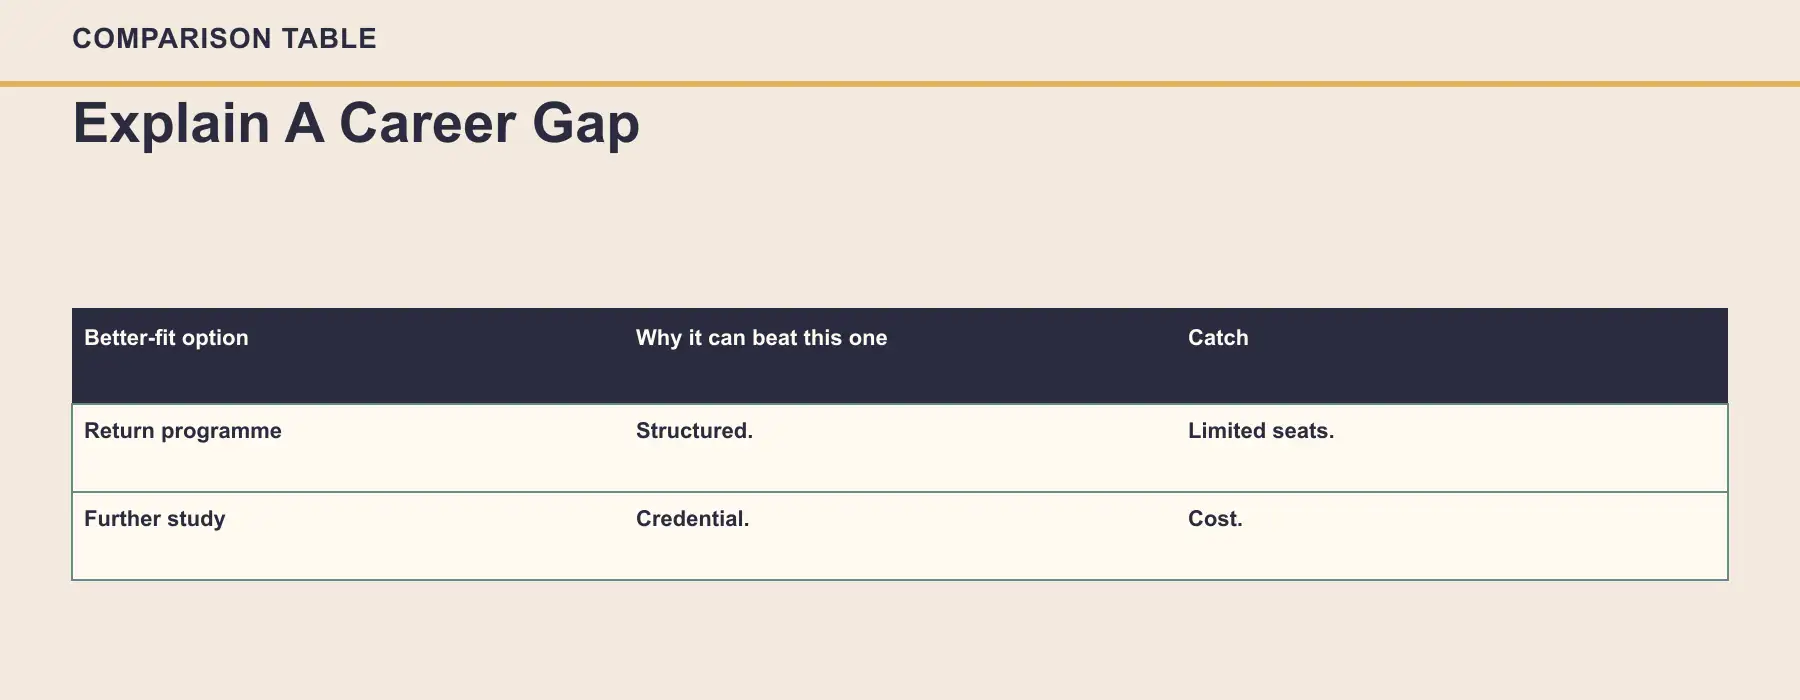 COMPARISON TABLE
Explain A Career Gap
Better-fit option Why it can beat this one Catch
Return programme Structured. Limited seats.
Further study Credential. Cost.